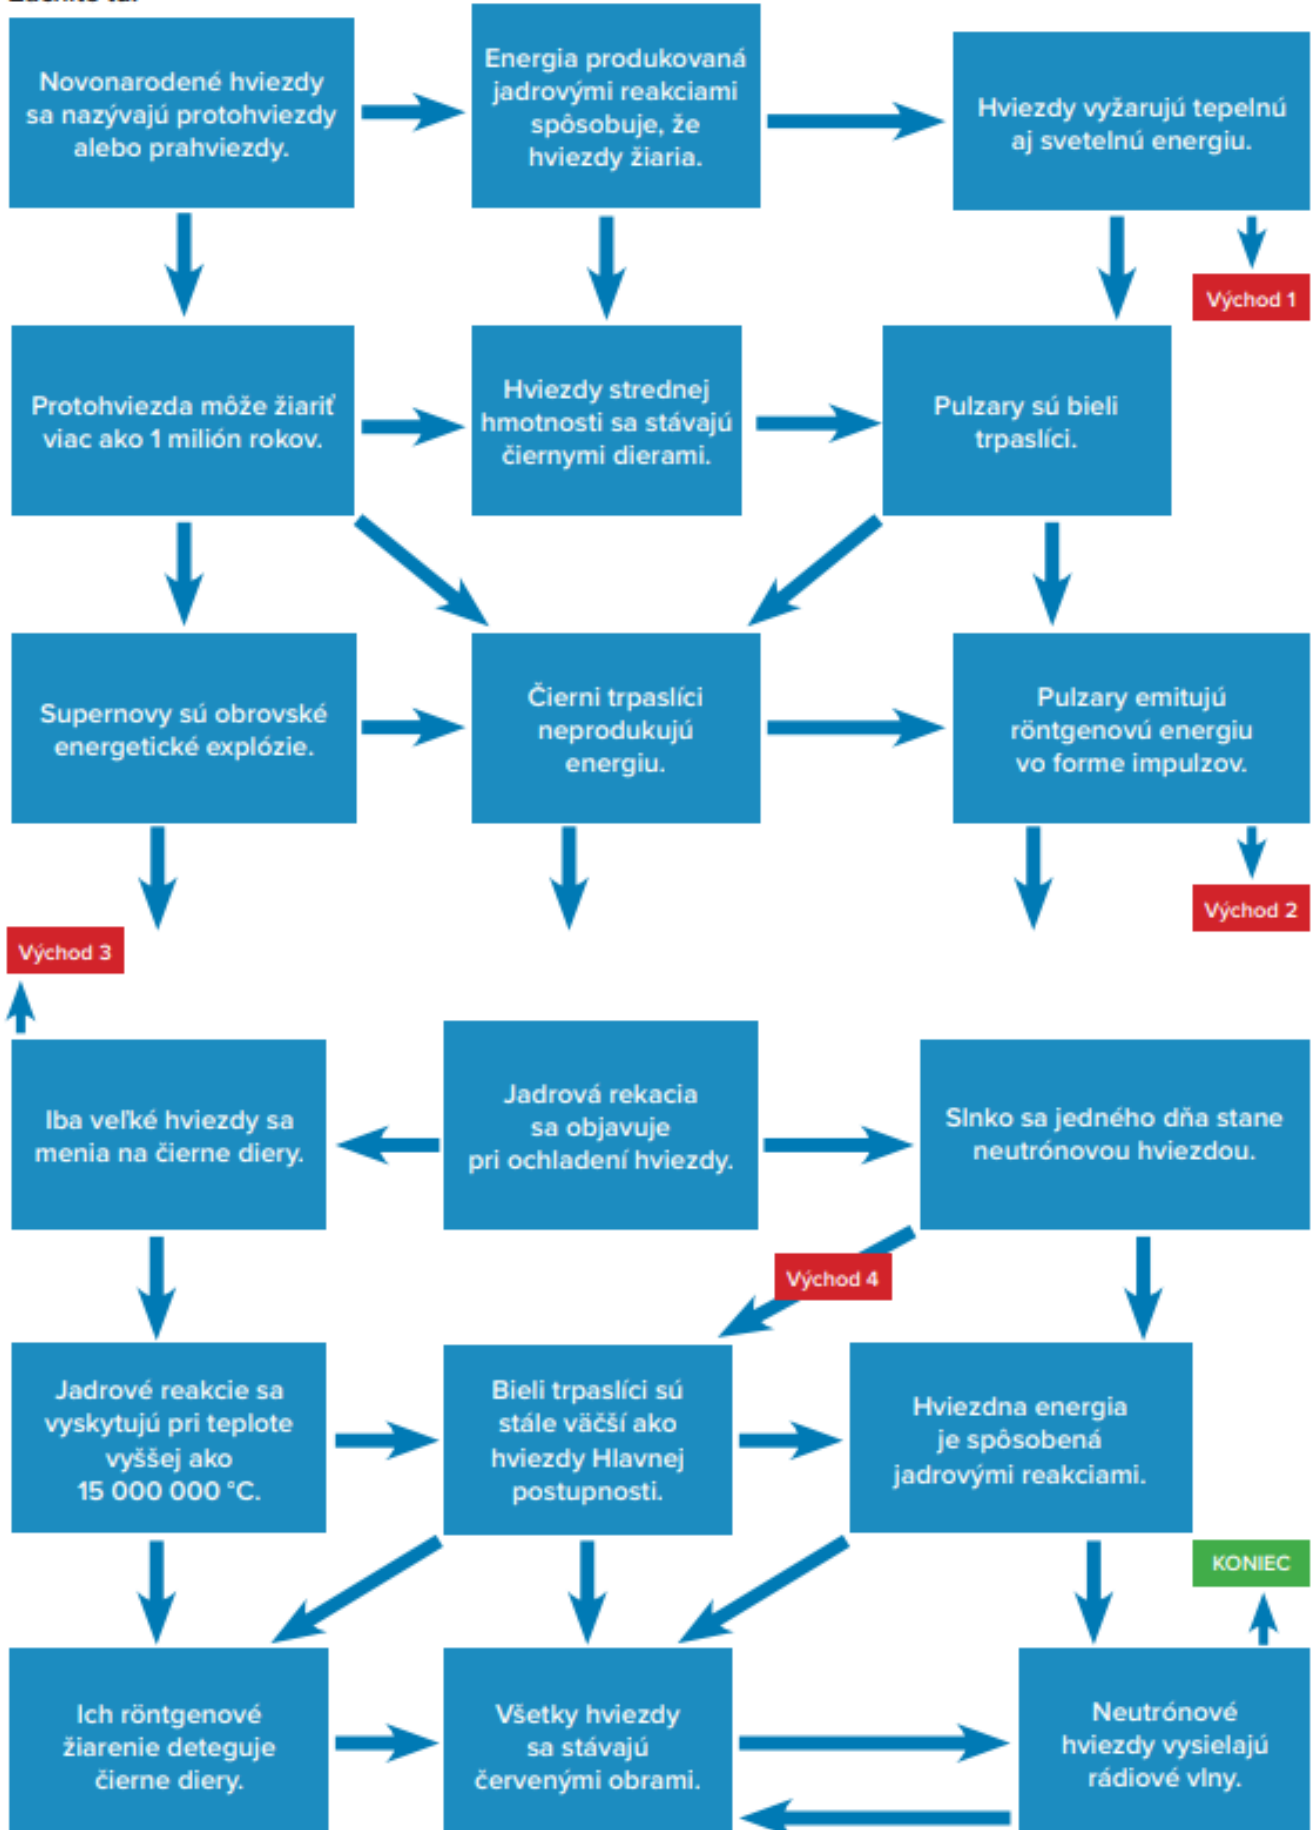 Novonarodené hviezdy
sa nazývajú protohviezdy
alebo prahviezdy.
Energia produkovaná
jadrovými reakciami
spôsobuje, že
hviezdy žiaria.
Hviezdy vyžarujú tepelnú
aj svetelnú energiu.
Východ 1
Protohviezda môže žiariť
viac ako 1 milión rokov.
Hviezdy strednej
hmotnosti sa stávajú
čiernymi dierami.
Pulzary sú bieli
trpaslíci.
Supernovy sú obrovské
energetické explózie.
Čierni trpaslíci
neprodukujú
energiu.
Pulzary emitujú
röntgenovú energiu
vo forme impulzov.
Východ 2
Východ 3
Iba veľké hviezdy sa
menia na čierne diery.
Jadrová rekacia
sa objavuje
pri ochladení hviezdy.
Slnko sa jedného dňa stane
neutrónovou hviezdou.
Východ 4
Jadrové reakcie sa
vyskytujú pri teplote
vyššej ako
15 000 000 °C.
Bieli trpaslíci sú
stále väčší ako
hviezdy Hlavnej
postupnosti.
Hviezdna energia
je spôsobená
jadrovými reakciami.
KONIEC
Ich röntgenové
žiarenie deteguje
čierne diery.
Všetky hviezdy
sa stávajú
červenými obrami.
Neutrónové
hviezdy vysielajú
rádiové vlny.